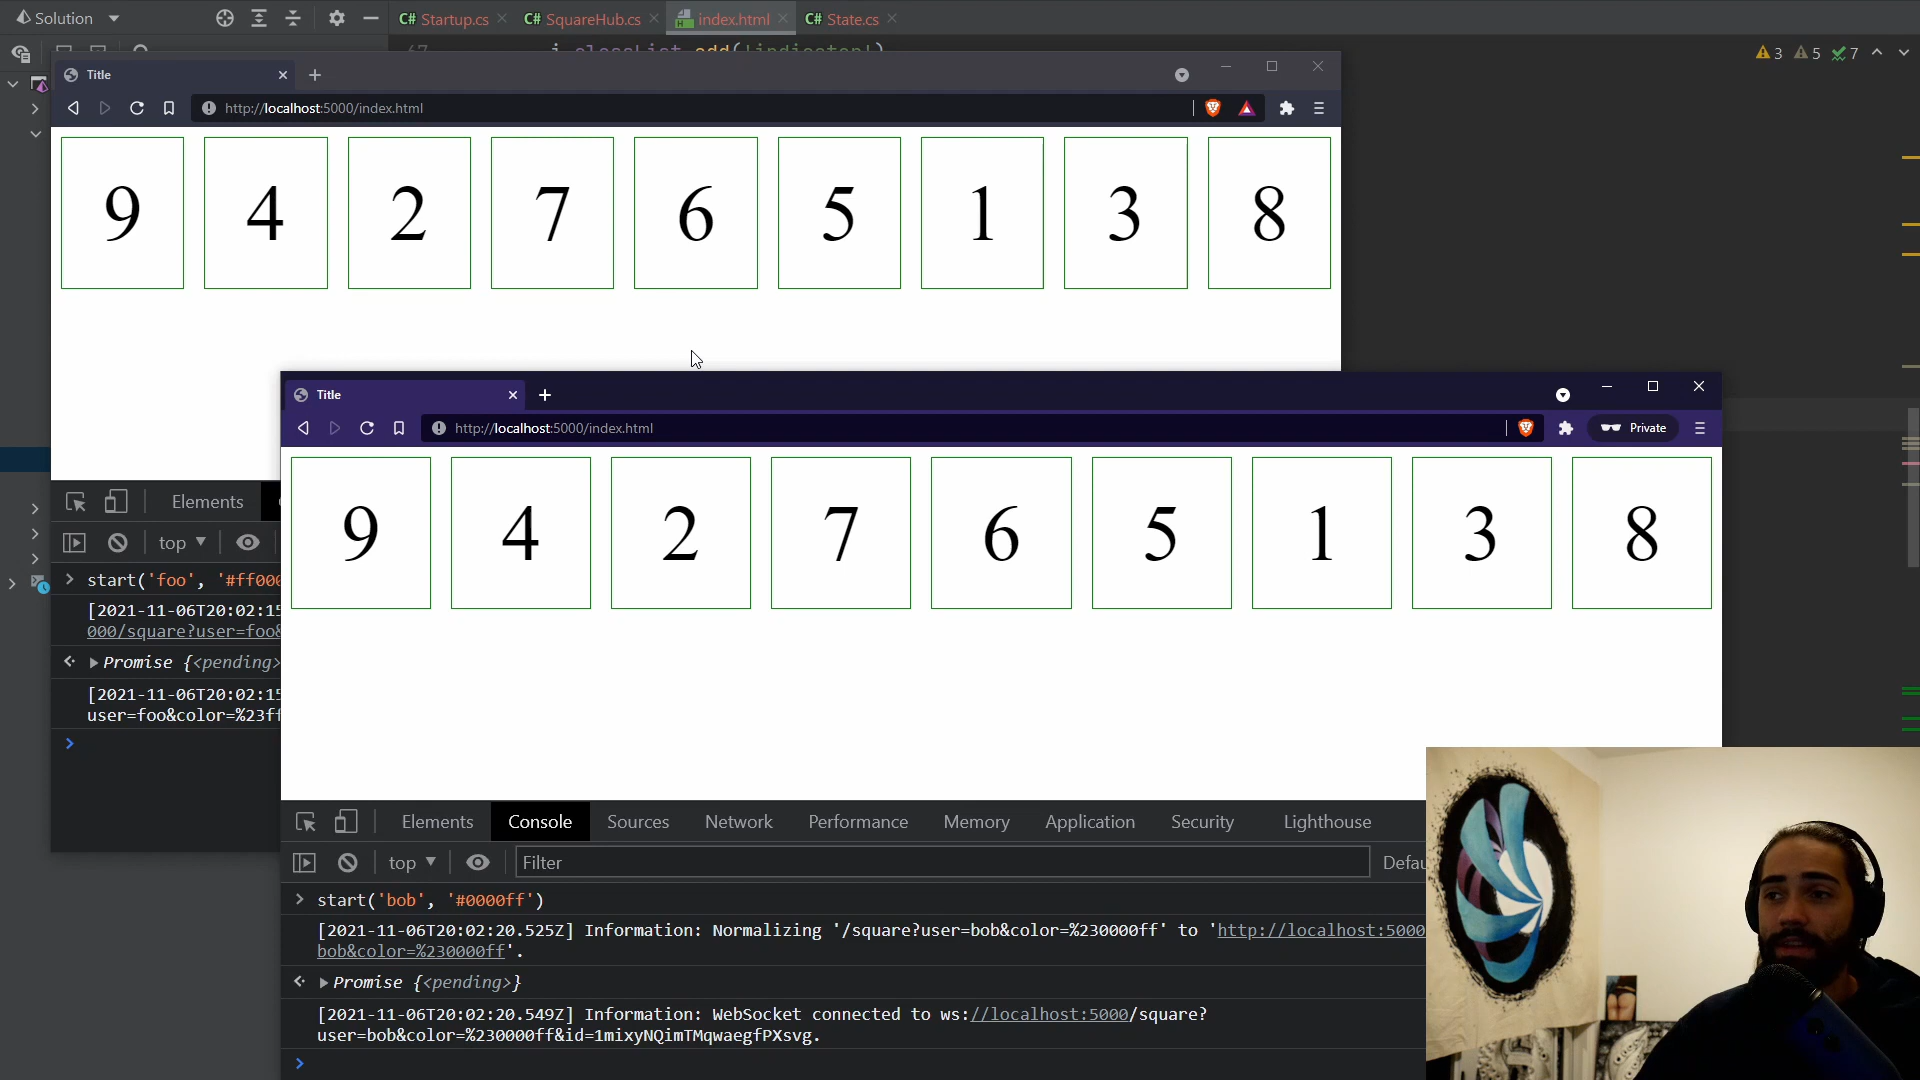 Solution
C# Startup.cs
C# SquareHub.cs
index.html
C# State.cs
67
3
5
7
Title
http://localhost:5000/index.html
9 4 2 7 6 5 1 3 8
Elements
top
start('foo', '#ff000
[2021-11-06T20:02:15
000/square?user=foo&
Promise {<pending>
[2021-11-06T20:02:15
user=foo&color=%23ff
Title
http://localhost:5000/index.html
Private
9 4 2 7 6 5 1 3 8
Elements Console Sources Network Performance Memory Application Security Lighthouse
top
Filter
Defau
start('bob', '#0000ff')
[2021-11-06T20:02:20.525Z] Information: Normalizing '/square?user=bob&color=%230000ff' to 'http://localhost:5000
bob&color=%230000ff'.
Promise {<pending>}
[2021-11-06T20:02:20.549Z] Information: WebSocket connected to ws://localhost:5000/square?
user=bob&color=%230000ff&id=1mixyNQimTMqwaegfPXsvg.